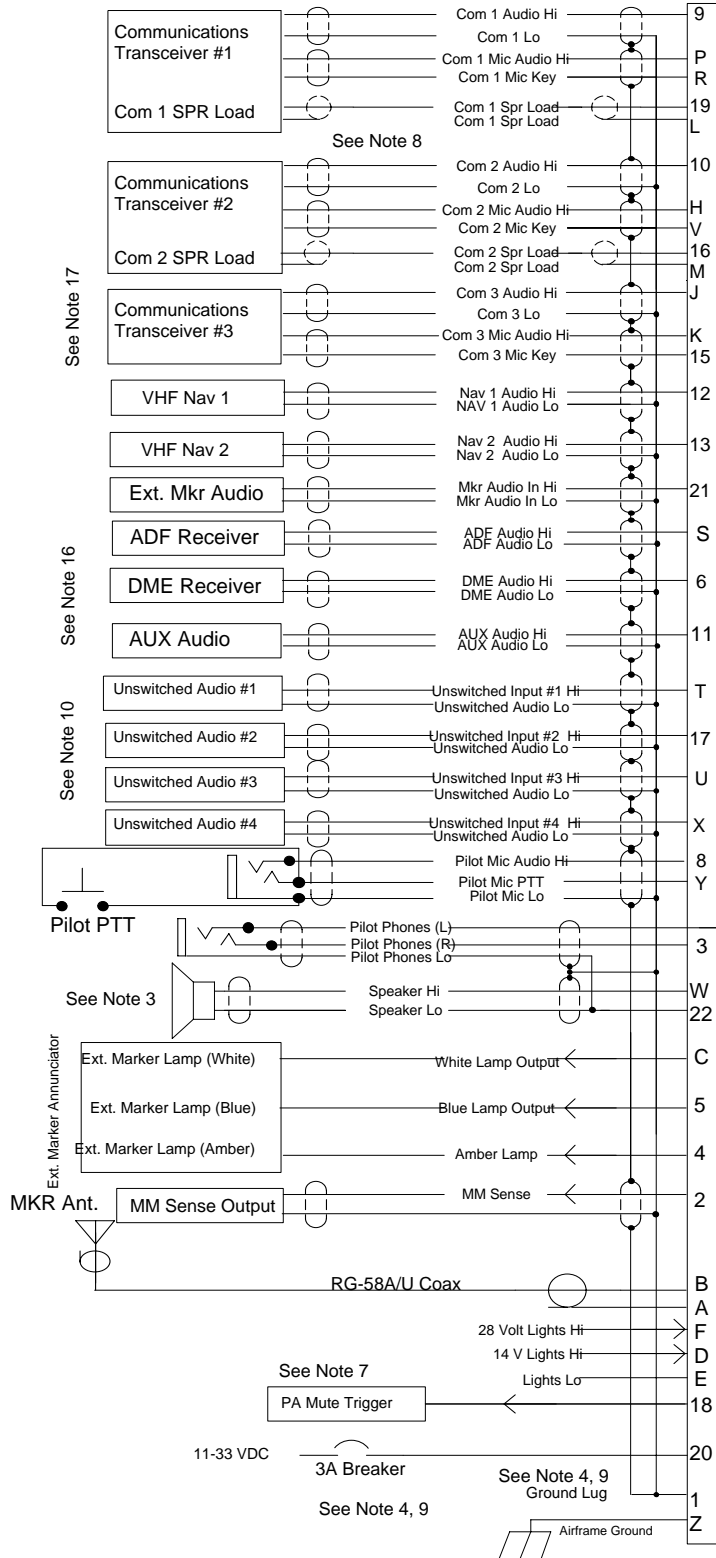 Communications
Transceiver #1
Com 1 SPR Load
Com 1 Audio Hi
9
Com 1 Lo
Com 1 Mic Audio Hi
P
Com 1 Mic Key
R
Com 1 Spr Load
19
Com 1 Spr Load
L
See Note 8
Communications
Transceiver #2
Com 2 SPR Load
Com 2 Audio Hi
10
Com 2 Lo
Com 2 Mic Audio Hi
H
Com 2 Mic Key
V
Com 2 Spr Load
16
Com 2 Spr Load
M
See Note 17
Communications
Transceiver #3
Com 3 Audio Hi
J
Com 3 Lo
Com 3 Mic Audio Hi
K
Com 3 Mic Key
15
VHF Nav 1
Nav 1 Audio Hi
12
NAV 1 Audio Lo
VHF Nav 2
Nav 2 Audio Hi
13
Nav 2 Audio Lo
Ext. Mkr Audio
Mkr Audio In Hi
21
Mkr Audio In Lo
ADF Receiver
ADF Audio Hi
S
ADF Audio Lo
See Note 16
DME Receiver
DME Audio Hi
6
DME Audio Lo
AUX Audio
AUX Audio Hi
11
AUX Audio Lo
See Note 10
Unswitched Audio #1
Unswitched Input #1 Hi
T
Unswitched Audio Lo
Unswitched Audio #2
Unswitched Input #2 Hi
17
Unswitched Audio Lo
Unswitched Audio #3
Unswitched Input #3 Hi
U
Unswitched Audio Lo
Unswitched Audio #4
Unswitched Input #4 Hi
X
Unswitched Audio Lo
Pilot Mic Audio Hi
8
Pilot Mic PTT
Y
Pilot Mic Lo
Pilot PTT
Pilot Phones (L)
Pilot Phones (R)
3
Pilot Phones Lo
See Note 3
Speaker Hi
W
Speaker Lo
22
Ext. Marker Annunciator
Ext. Marker Lamp (White)
White Lamp Output
C
Ext. Marker Lamp (Blue)
Blue Lamp Output
5
Ext. Marker Lamp (Amber)
Amber Lamp
4
MKR Ant.
MM Sense Output
MM Sense
2
RG-58A/U Coax
B
A
28 Volt Lights Hi
F
14 V Lights Hi
D
Lights Lo
E
See Note 7
PA Mute Trigger
18
11-33 VDC
3A Breaker
20
See Note 4, 9
See Note 4, 9
Ground Lug
1
Airframe Ground
Z